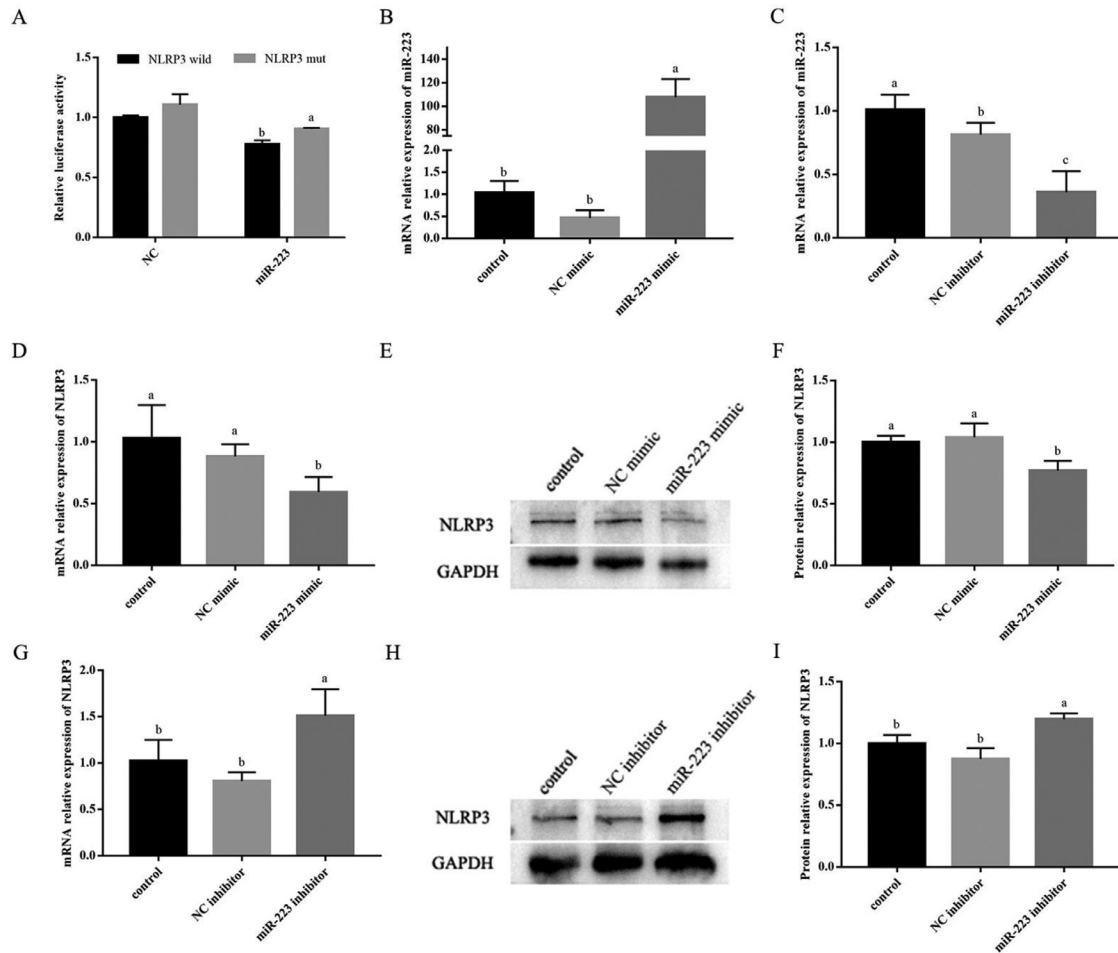 A
NLRP3 wild
NLRP3 mut
Relative luciferase activity
1.5
1.0
0.5
0.0
b
a
NC
miR-223
B
mRNA relative expression of miR-223
140
120
100
80
2.0
1.5
1.0
0.5
0.0
b
b
a
control
NC mimic
miR-223 mimic
C
mRNA relative expression of miR-223
1.5
1.0
0.5
0.0
a
b
c
control
NC inhibitor
miR-223 inhibitor
D
mRNA relative expression of NLRP3
1.5
1.0
0.5
0.0
a
a
b
control
NC mimic
miR-223 mimic
E
control
NC mimic
miR-223 mimic
NLRP3
GAPDH
F
Protein relative expression of NLRP3
1.5
1.0
0.5
0.0
a
a
b
control
NC mimic
miR-223 mimic
G
mRNA relative expression of NLRP3
2.0
1.5
1.0
0.5
0.0
b
b
a
control
NC inhibitor
miR-223 inhibitor
H
control
NC inhibitor
miR-223 inhibitor
NLRP3
GAPDH
I
Protein relative expression of NLRP3
1.5
1.0
0.5
0.0
b
b
a
control
NC inhibitor
miR-223 inhibitor